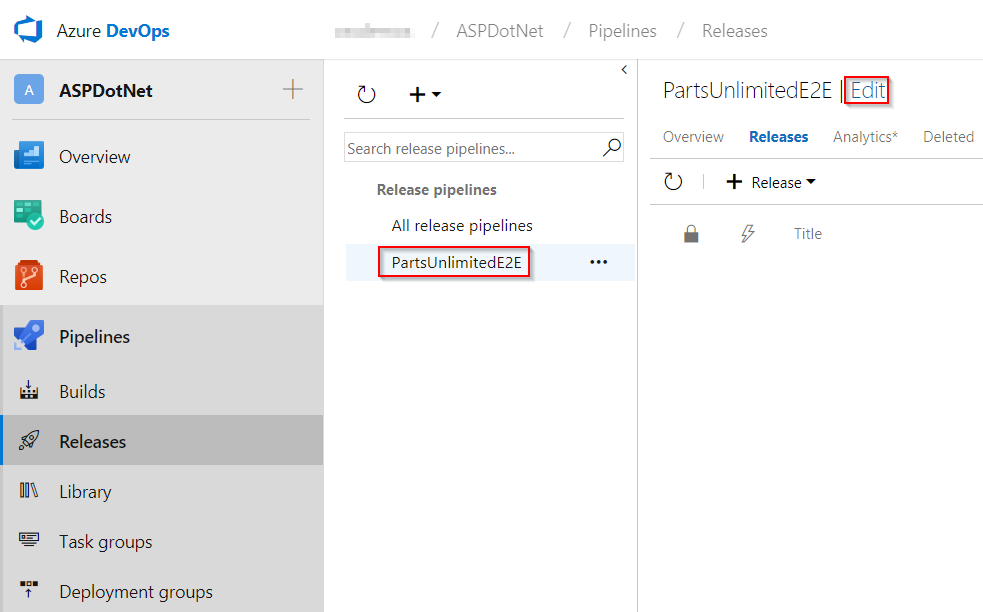 Azure DevOps
/ ASPDotNet / Pipelines / Releases
A ASPDotNet
Overview
Boards
Repos
Pipelines
Builds
Releases
Library
Task groups
Deployment groups
Search release pipelines...
Release pipelines
All release pipelines
PartsUnlimitedE2E
PartsUnlimitedE2E | Edit
Overview Releases Analytics* Deleted
Release
Title